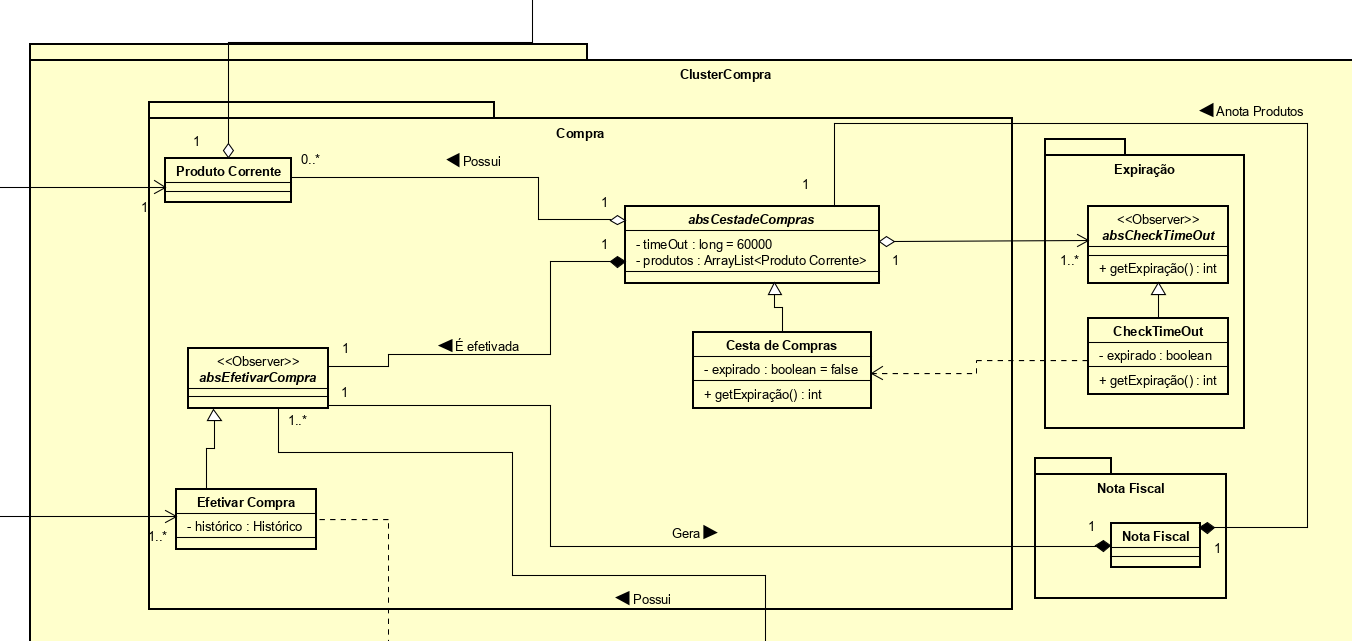 ClusterCompra
Anota Produtos
Compra
1
0..*
Possui
Expiração
Produto Corrente
1
1
1
absCestadeCompras
- timeOut : long = 60000
- produtos : ArrayList<Produto Corrente>
1
1
<<Observer>>
absCheckTimeOut
+ getExpiração() : int
1..*
CheckTimeOut
- expirado : boolean
+ getExpiração() : int
Cesta de Compras
- expirado : boolean = false
+ getExpiração() : int
É efetivada
1
<<Observer>>
absEfetivarCompra
1
1..*
Efetivar Compra
- histórico : Histórico
1..*
Nota Fiscal
Gera
1
Nota Fiscal
1
Possui